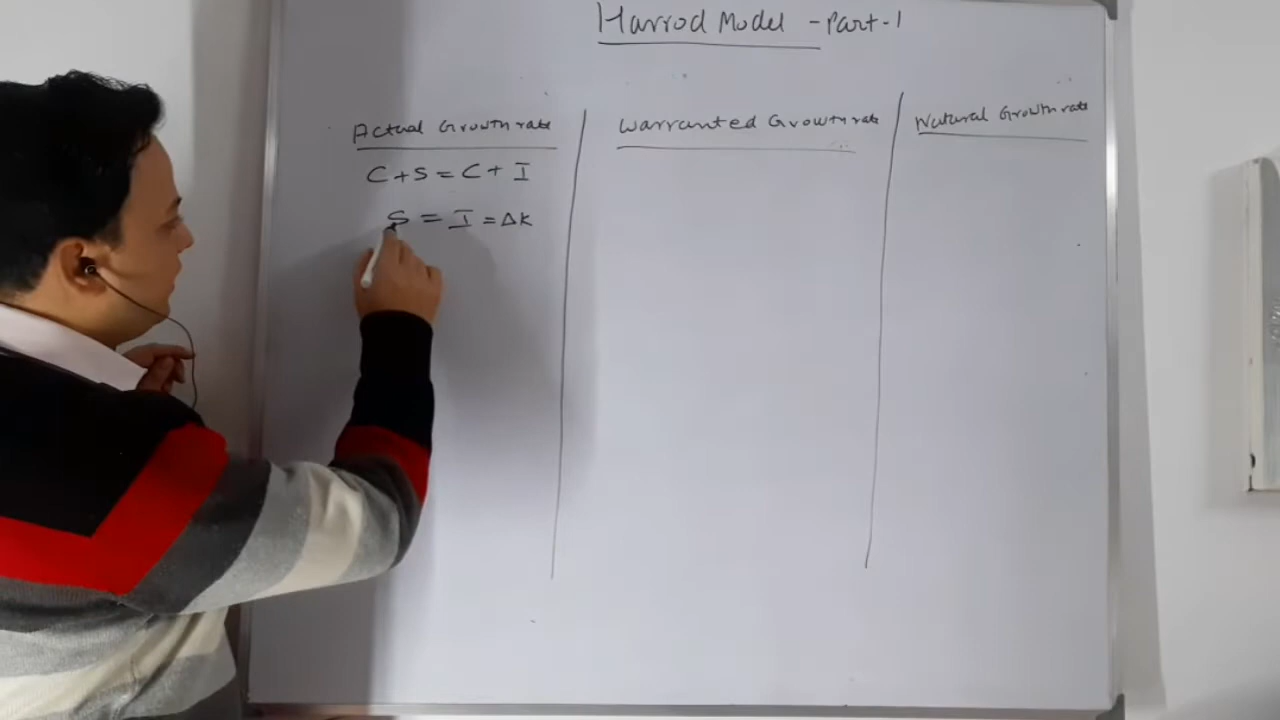 Harrod Model - Part-1
Actual Growth rate
C + S = C + I
S = I = ΔK
Warranted Growth rate
Natural Growth rate